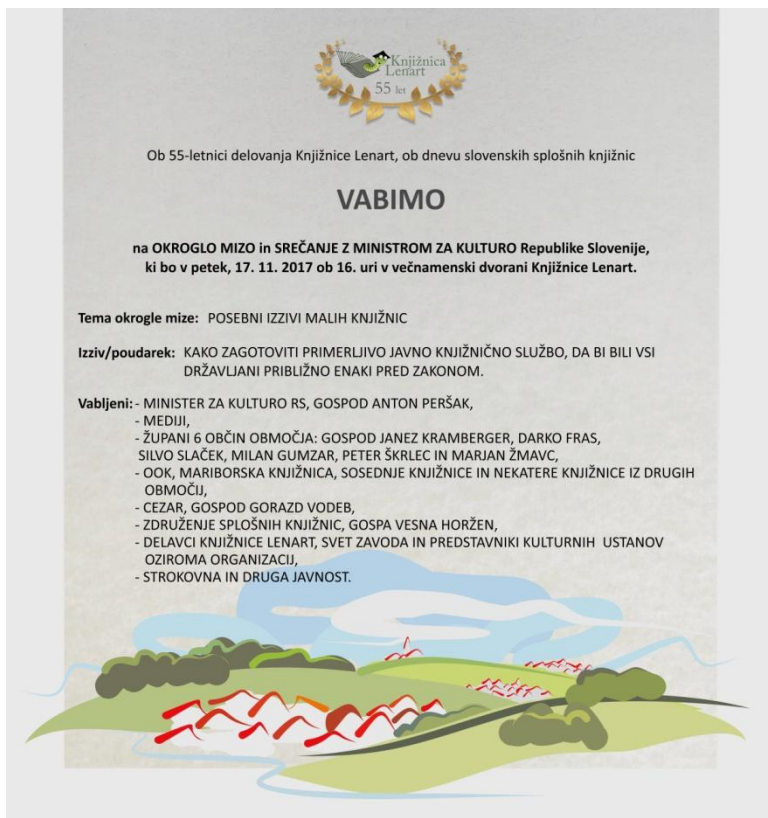 Knjižnica
Lenart
55 let
Ob 55-letnici delovanja Knjižnice Lenart, ob dnevu slovenskih splošnih knjižnic
VABIMO
na OKROGLO MIZO in SREČANJE Z MINISTROM ZA KULTURO Republike Slovenije,
ki bo v petek, 17. 11. 2017 ob 16. uri v večnamenski dvorani Knjižnice Lenart.
Tema okrogle mize: POSEBNI IZZIVI MALIH KNJIŽNIC
Izziv/poudarek: KAKO ZAGOTOVITI PRIMERLJIVO JAVNO KNJIŽNIČNO SLUŽBO, DA BI BILI VSI
DRŽAVLJANI PRIBLIŽNO ENAKI PRED ZAKONOM.
Vabljeni: - MINISTER ZA KULTURO RS, GOSPOD ANTON PERŠAK,
- MEDIJI,
- ŽUPANI 6 OBČIN OBMOČJA: GOSPOD JANEZ KRAMBERGER, DARKO FRAS,
SILVO SLAČEK, MILAN GUMZAR, PETER ŠKRLEC IN MARJAN ŽMAVC,
- OOK, MARIBORSKA KNJIŽNICA, SOSEDNJE KNJIŽNICE IN NEKATERE KNJIŽNICE IZ DRUGIH
OBMOČIJ,
- CEZAR, GOSPOD GORAZD VODEB,
- ZDRUŽENJE SPLOŠNIH KNJIŽNIC, GOSPA VESNA HORŽEN,
- DELAVCI KNJIŽNICE LENART, SVET ZAVODA IN PREDSTAVNIKI KULTURNIH USTANOV
OZIROMA ORGANIZACIJ,
- STROKOVNA IN DRUGA JAVNOST.